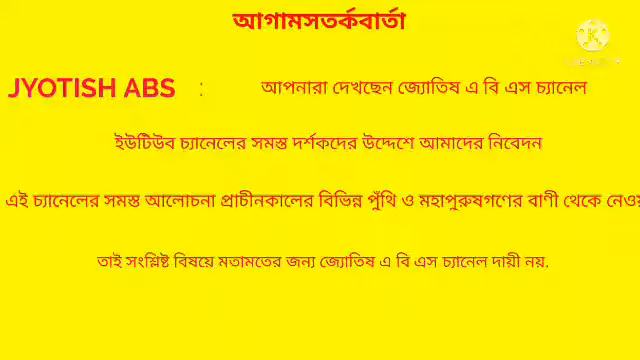 আগামসতর্কবার্তা
JYOTISH ABS : আপনারা দেখছেন জ্যোতিষ এ বি এস চ্যানেল
ইউটিউব চ্যানেলের সমস্ত দর্শকদের উদ্দেশে আমাদের নিবেদন
এই চ্যানেলের সমস্ত আলোচনা প্রাচীনকালের বিভিন্ন পুঁথি ও মহাপুরুষগণের বাণী থেকে
তাই সংশ্লিষ্ট বিষয়ে মতামতের জন্য জ্যোতিষ এ বি এস চ্যানেল দায়ী নয়.